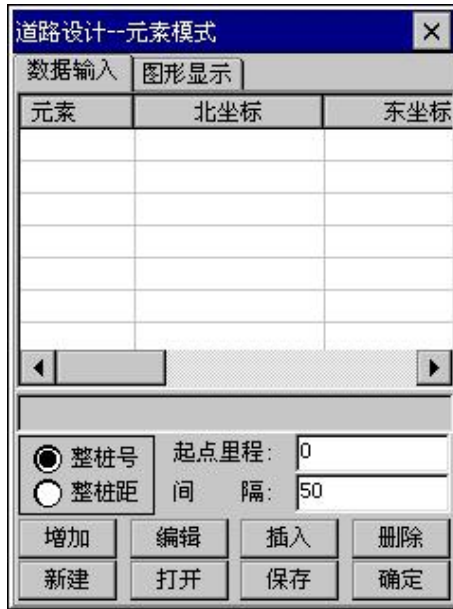 道路设计--元素模式
数据输入 图形显示
元素 北坐标 东坐标
整桩号 起点里程: 0
整桩距 间 隔: 50
增加 编辑 插入 删除
新建 打开 保存 确定